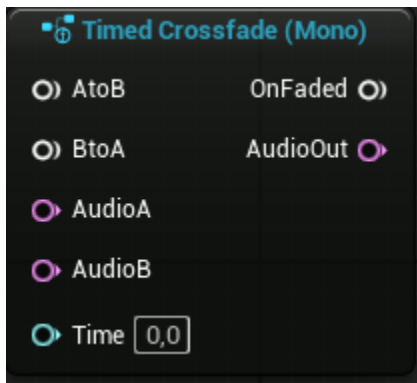 Timed Crossfade (Mono)
AtoB OnFaded
BtoA AudioOut
AudioA
AudioB
Time 0,0